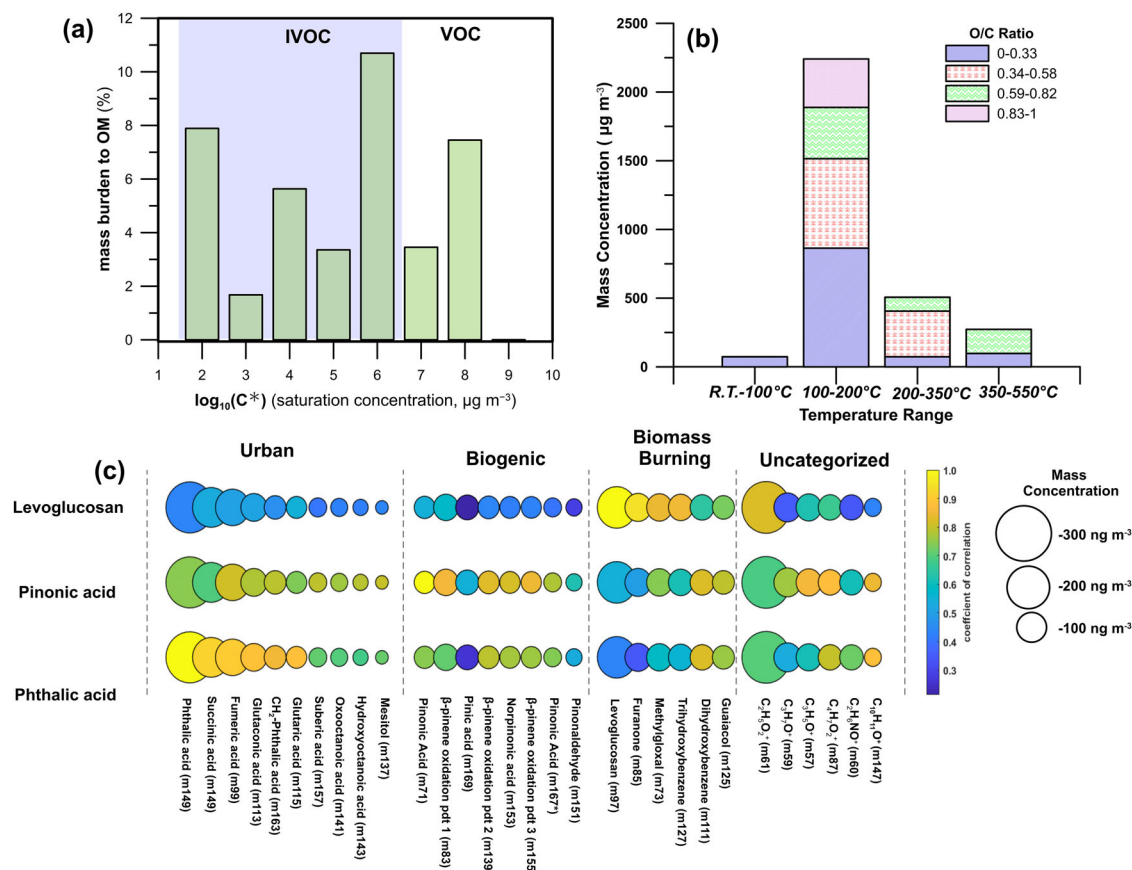 (a)
IVOC
VOC
mass burden to OM (%)
12
10
8
6
4
2
0
1 2 3 4 5 6 7 8 9 10
log₁₀(C*) (saturation concentration, µg m⁻³)
(b)
O/C Ratio
0-0.33
0.34-0.58
0.59-0.82
0.83-1
Mass Concentration ( µg m⁻³)
2500
2000
1500
1000
500
0
R.T.-100°C 100-200°C 200-350°C 350-550°C
Temperature Range
(c)
Urban
Biogenic
Biomass
Burning
Uncategorized
Levoglucosan
Pinonic acid
Phthalic acid
Phthalic acid (m149)
Succinic acid (m149)
Fumeric acid (m99)
Glutaconic acid (m113)
CH₂-Phthalic acid (m163)
Glutaric acid (m115)
Suberic acid (m157)
Oxooctanoic acid (m141)
Hydroxyoctanoic acid (m143)
Mesitol (m137)
Pinonic Acid (m71)
β-pinene oxidation pdt 1 (m83)
Pinic acid (m169)
β-pinene oxidation pdt 2 (m139)
Norpinonic acid (m153)
β-pinene oxidation pdt 3 (m155)
Pinonic Acid (m167*)
Pinonaldehyde (m151)
Levoglucosan (m97)
Furanone (m85)
Methylgloxal (m73)
Trihydroxybenzene (m127)
Dihydroxybenzene (m111)
Guaiacol (m125)
C₂H₅O₂⁺ (m61)
C₃H₇O⁺ (m59)
C₃H₅O⁺ (m57)
C₄H₇O₂⁺ (m87)
C₂H₆NO⁺ (m60)
C₁₀H₁₁O⁺ (m147)
1.0
0.9
0.8
0.7
0.6
0.5
0.4
0.3
coefficient of correlation
Mass
Concentration
-300 ng m⁻³
-200 ng m⁻³
-100 ng m⁻³